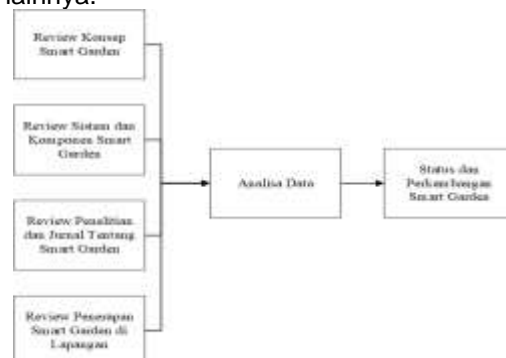 lainnya.
Review Konsep
Smart Garden
Review Sistem dan
Komponen Smart
Garden
Review Penelitian
dan Jurnal Tentang
Smart Garden
Review Penerapan
Smart Garden di
Lapangan
Analisa Data
Status dan
Perkembangan
Smart Garden